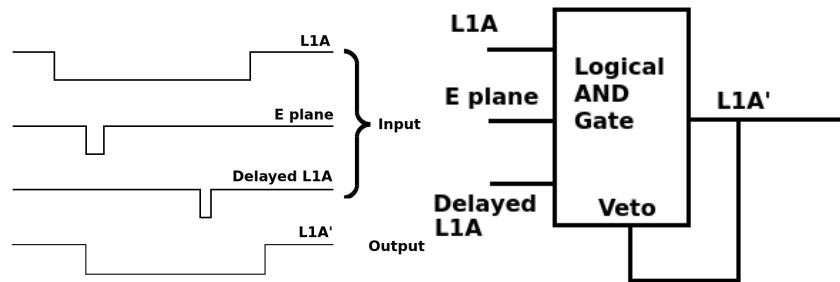 L1A
E plane
Input
Delayed L1A
L1A'
Output
L1A
E plane
Delayed
L1A
Logical
AND
Gate
Veto
L1A'